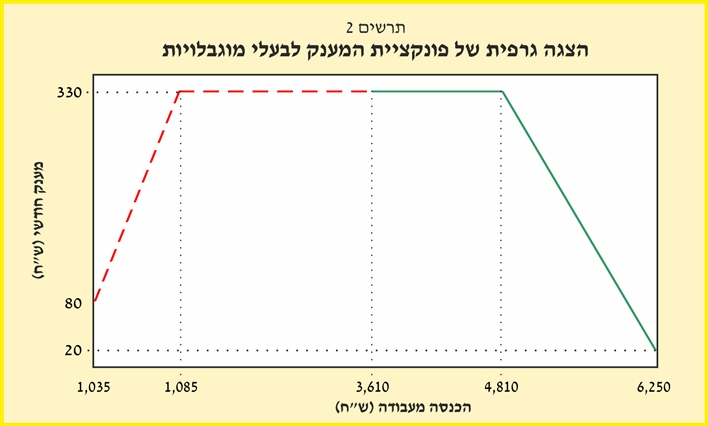 תרשים 2
הצגה גרפית של פונקציית המענק לבעלי מוגבלויות
מענק חודשי (ש״ח)
330
80
20
1,035 1,085 3,610 4,810 6,250
הכנסה מעבודה (ש״ח)